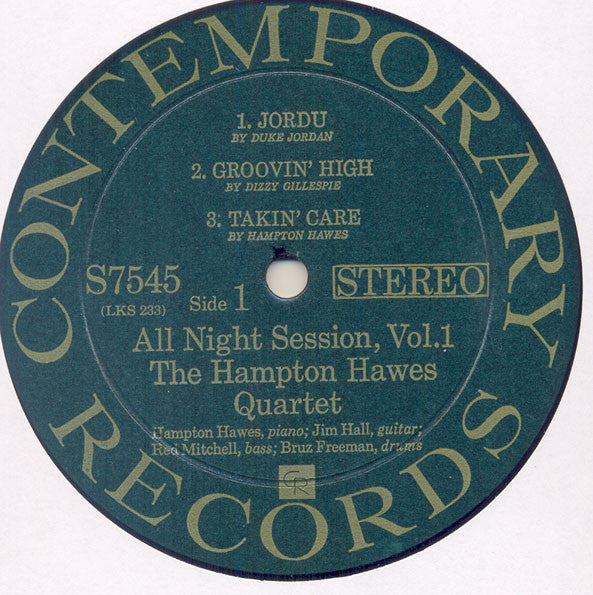 CONTEMPORARY
1. JORDU
BY DUKE JORDAN
2. GROOVIN' HIGH
BY DIZZY GILLESPIE
3. TAKIN' CARE
BY HAMPTON HAWES
S7545
(LKS 233)
Side 1
STEREO
All Night Session, Vol.1
The Hampton Hawes
Quartet
Hampton Hawes, piano; Jim Hall, guitar;
Red Mitchell, bass; Bruz Freeman, drums
CR
RECORDS